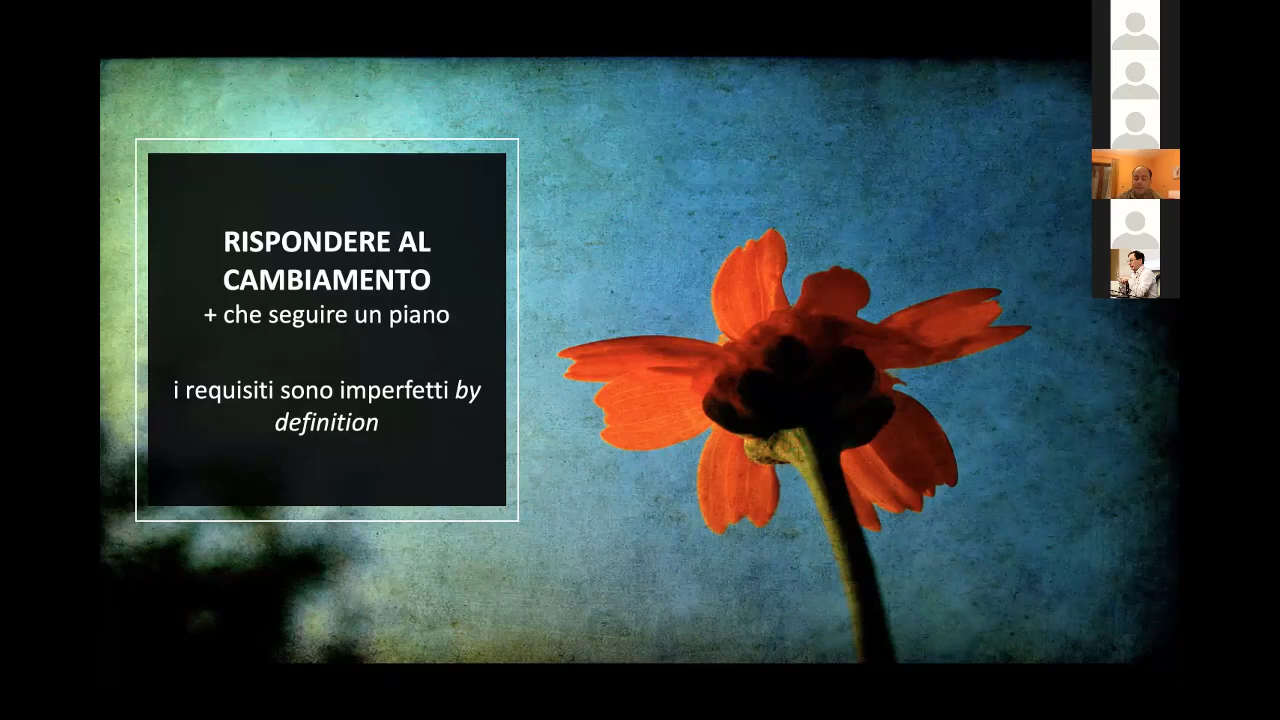 RISPONDERE AL
CAMBIAMENTO
+ che seguire un piano
i requisiti sono imperfetti by
definition